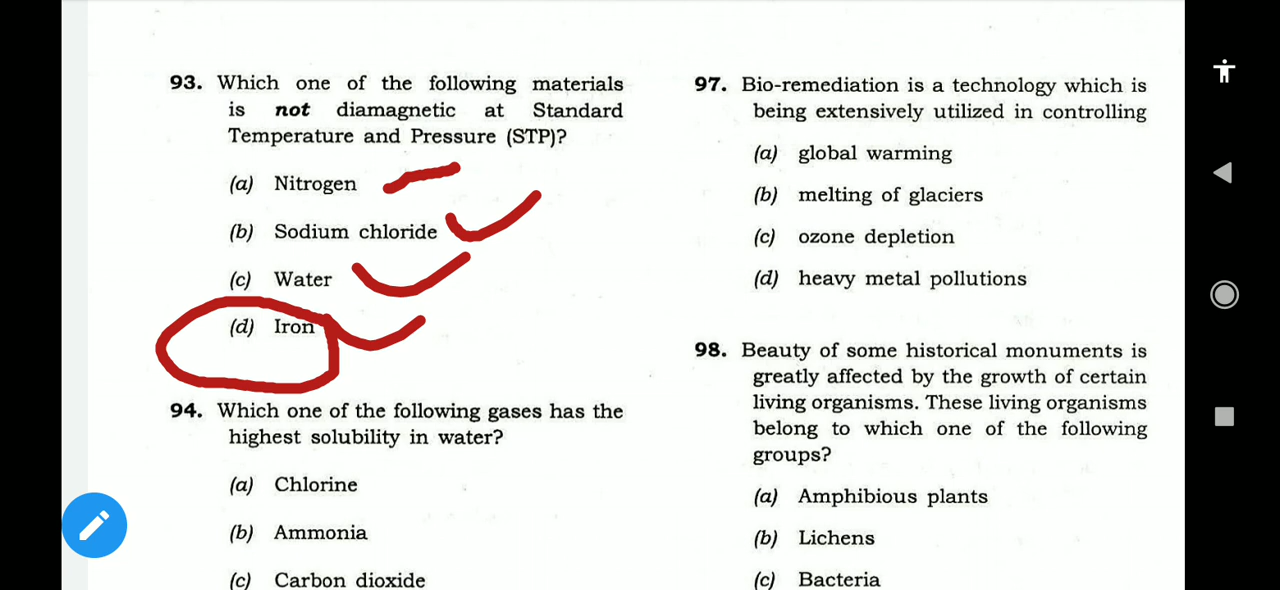 93. Which one of the following materials
is not diamagnetic at Standard
Temperature and Pressure (STP)?
(a) Nitrogen
(b) Sodium chloride
(c) Water
(d) Iron
94. Which one of the following gases has the
highest solubility in water?
(a) Chlorine
(b) Ammonia
(c) Carbon dioxide
97. Bio-remediation is a technology which is
being extensively utilized in controlling
(a) global warming
(b) melting of glaciers
(c) ozone depletion
(d) heavy metal pollutions
98. Beauty of some historical monuments is
greatly affected by the growth of certain
living organisms. These living organisms
belong to which one of the following
groups?
(a) Amphibious plants
(b) Lichens
(c) Bacteria